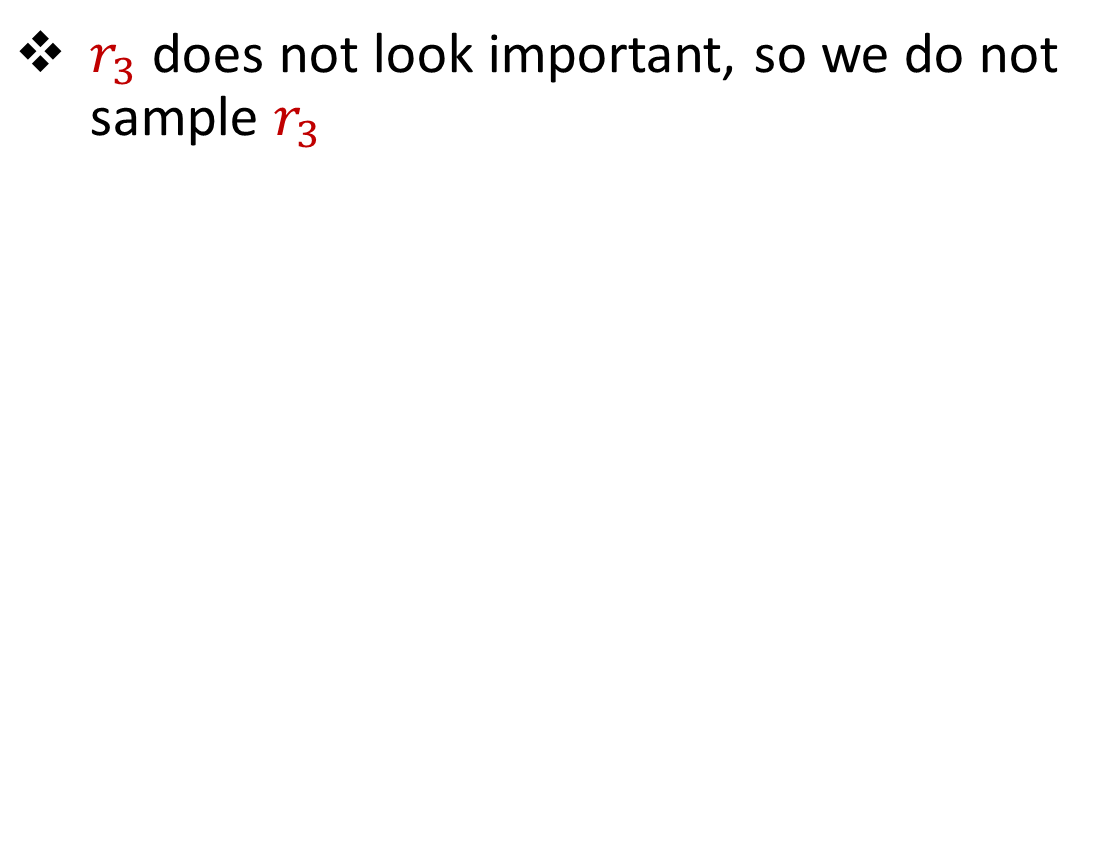 ❖ r₃ does not look important, so we do not
sample r₃